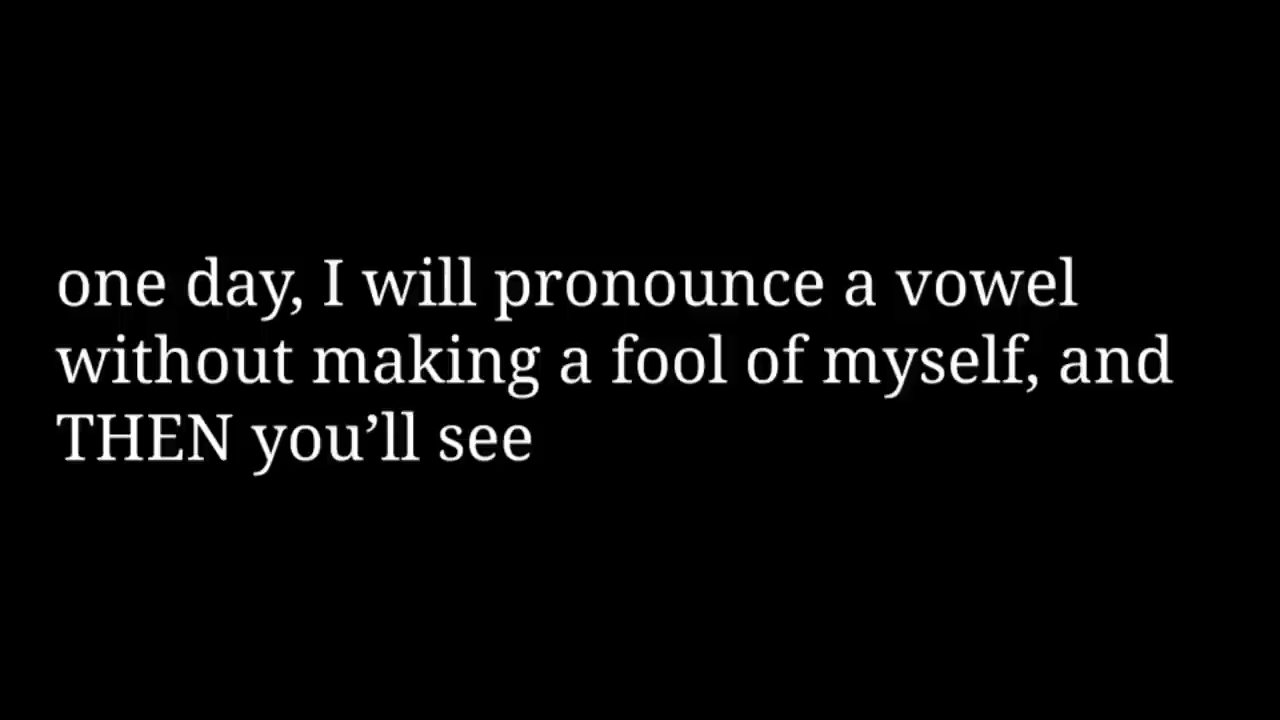 one day, I will pronounce a vowel
without making a fool of myself, and
THEN you’ll see